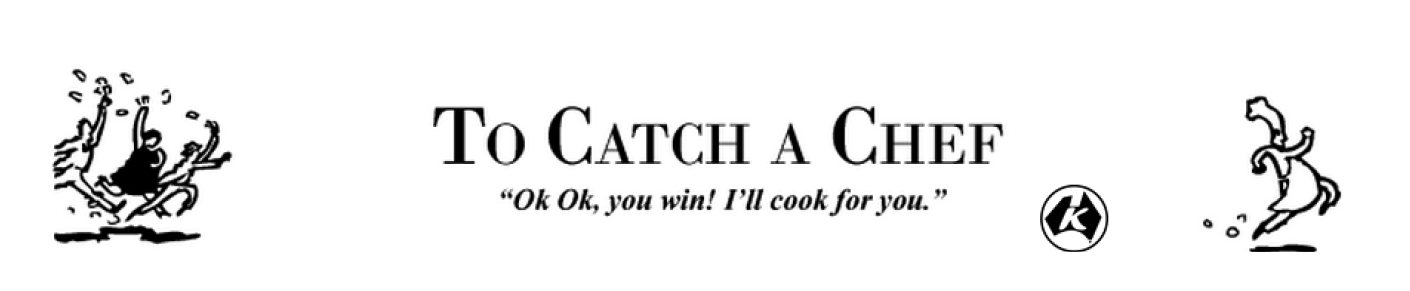 TO CATCH A CHEF
“Ok Ok, you win! I’ll cook for you.”
K